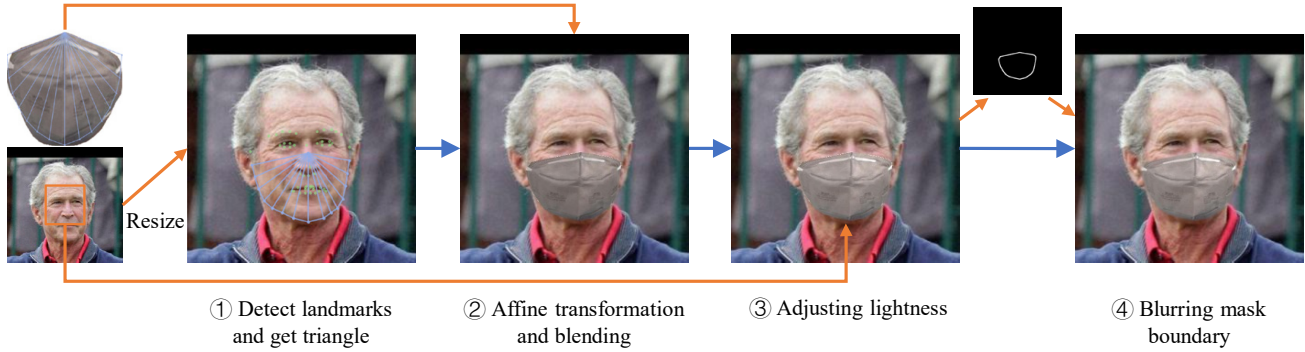 Resize
① Detect landmarks
and get triangle
② Affine transformation
and blending
③ Adjusting lightness
④ Blurring mask
boundary